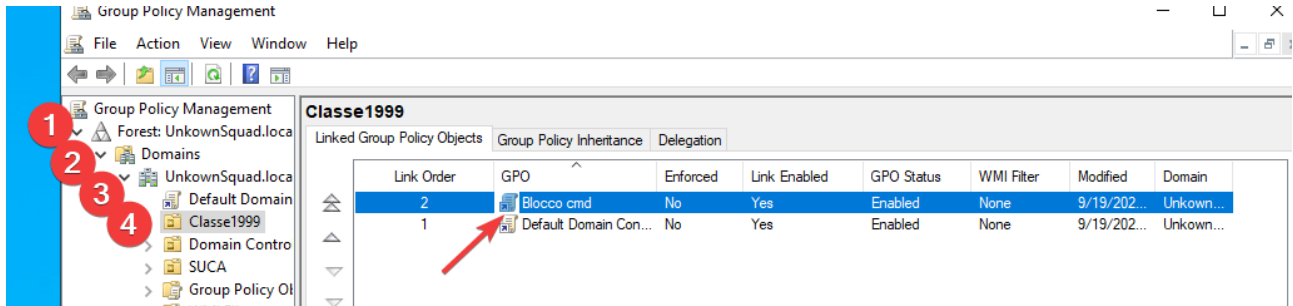 Group Policy Management
File Action View Window Help
Group Policy Management
1 Forest: UnkownSquad.loca
2 Domains
3 UnkownSquad.loca
Default Domain
4 Classe1999
Domain Contro
SUCA
Group Policy Ob
Classe1999
Linked Group Policy Objects Group Policy Inheritance Delegation
Link Order GPO Enforced Link Enabled GPO Status WMI Filter Modified Domain
2 Blocco cmd No Yes Enabled None 9/19/202... Unkown...
1 Default Domain Con... No Yes Enabled None 9/19/202... Unkown...